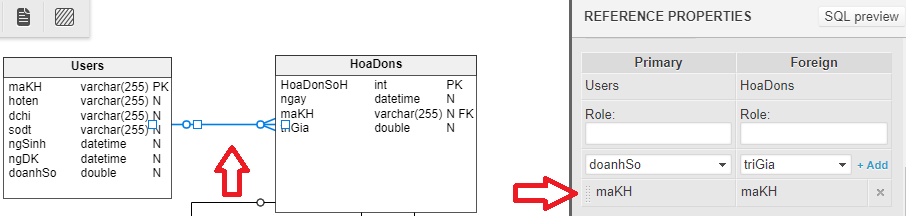 REFERENCE PROPERTIES
SQL preview
Users
maKH varchar(255) PK
hoten varchar(255) N
dchi varchar(255) N
sodt varchar(255) N
ngSinh datetime N
ngDK datetime N
doanhSo double N
HoaDons
HoaDonSoH int PK
ngay datetime N
maKH varchar(255) N FK
triGia double N
Primary Foreign
Users HoaDons
Role: Role:
doanhSo triGia + Add
maKH maKH ×